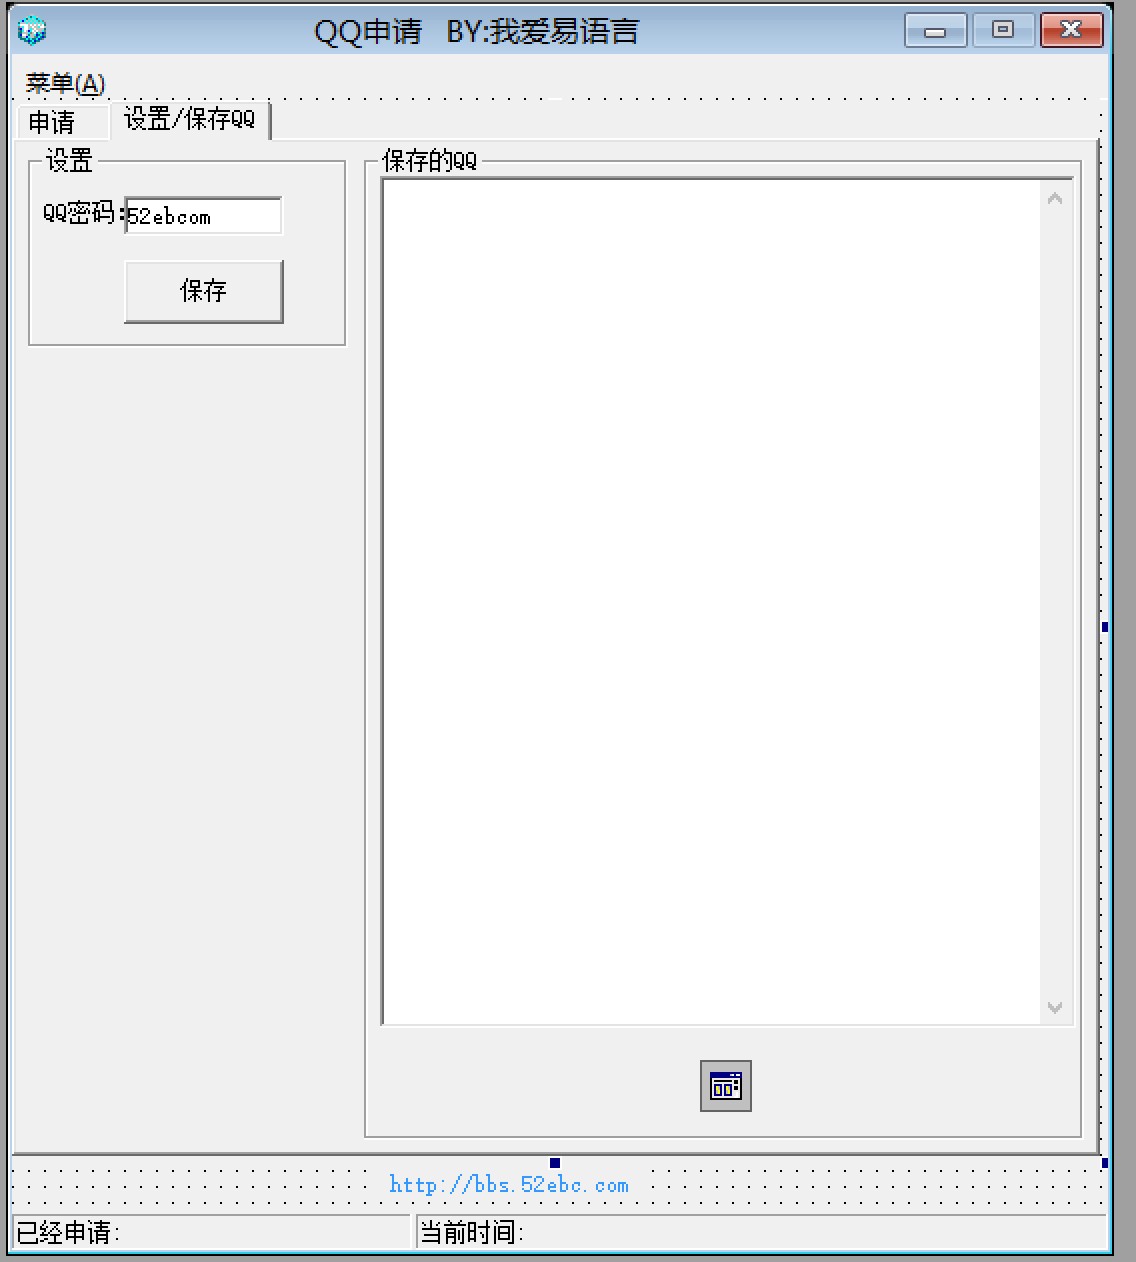 QQ申请 BY:我爱易语言
菜单(A)
申请 设置/保存QQ
设置
QQ密码:52ebcom
保存
保存的QQ
http://bbs.52ebc.com
已经申请: 当前时间: